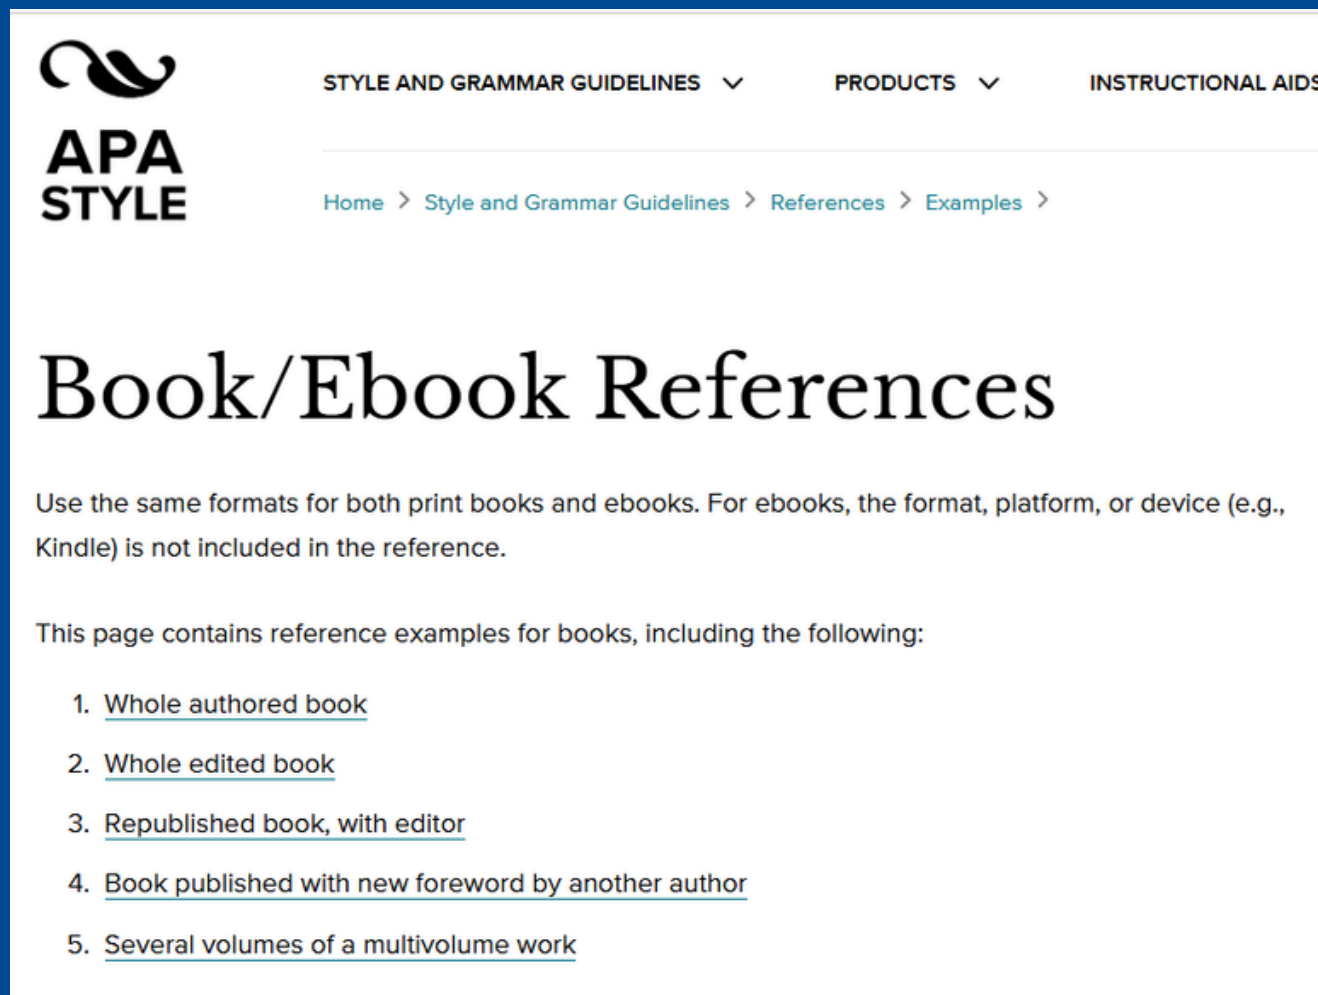 APA
STYLE
STYLE AND GRAMMAR GUIDELINES PRODUCTS INSTRUCTIONAL AIDS
Home > Style and Grammar Guidelines > References > Examples >
Book/Ebook References
Use the same formats for both print books and ebooks. For ebooks, the format, platform, or device (e.g.,
Kindle) is not included in the reference.
This page contains reference examples for books, including the following:
1. Whole authored book
2. Whole edited book
3. Republished book, with editor
4. Book published with new foreword by another author
5. Several volumes of a multivolume work